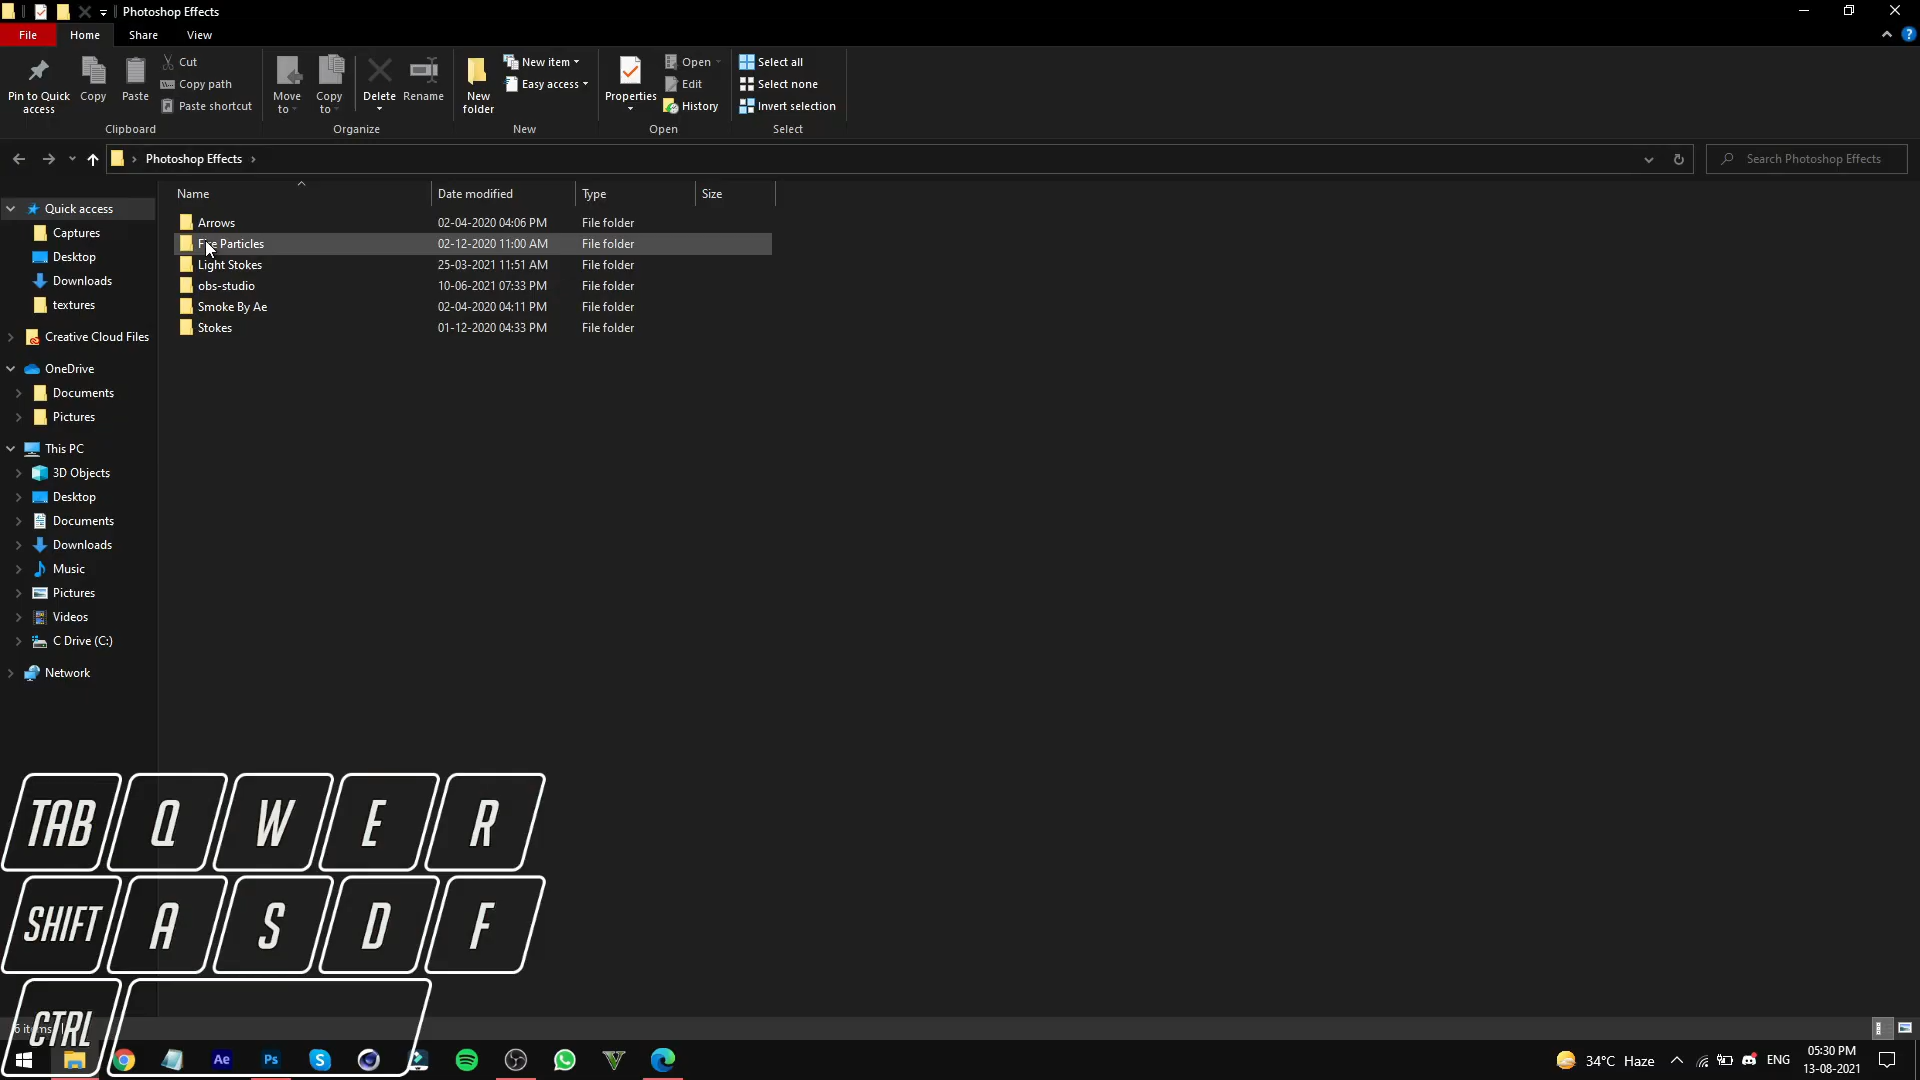 Photoshop Effects
File Home Share View
Pin to Quick access
Copy
Paste
Cut
Copy path
Paste shortcut
Clipboard
Move to
Copy to
Delete
Rename
Organize
New folder
New item
Easy access
New
Properties
Open
Edit
History
Open
Select all
Select none
Invert selection
Select
Photoshop Effects
Search Photoshop Effects
Name Date modified Type Size
Arrows 02-04-2020 04:06 PM File folder
Fire Particles 02-12-2020 11:00 AM File folder
Light Stokes 25-03-2021 11:51 AM File folder
obs-studio 10-06-2021 07:33 PM File folder
Smoke By Ae 02-04-2020 04:11 PM File folder
Stokes 01-12-2020 04:33 PM File folder
Quick access
Captures
Desktop
Downloads
textures
Creative Cloud Files
OneDrive
Documents
Pictures
This PC
3D Objects
Desktop
Documents
Downloads
Music
Pictures
Videos
C Drive (C:)
Network
TAB Q W E R
SHIFT A S D F
CTRL
6 items
Ae Ps
34°C Haze
ENG
05:30 PM
13-08-2021